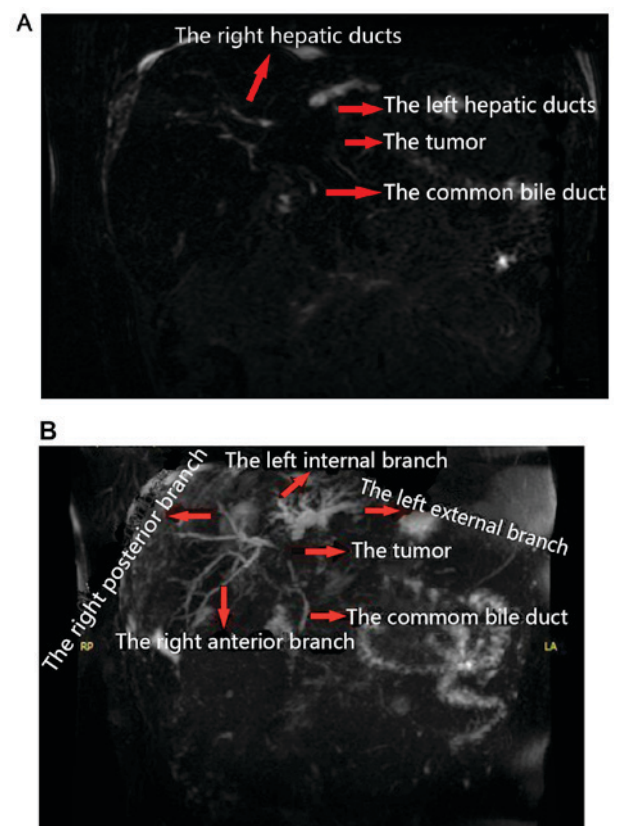 A
The right hepatic ducts
The left hepatic ducts
The tumor
The common bile duct
B
The left internal branch
The left external branch
The right posterior branch
The tumor
The commom bile duct
The right anterior branch
RP
LA